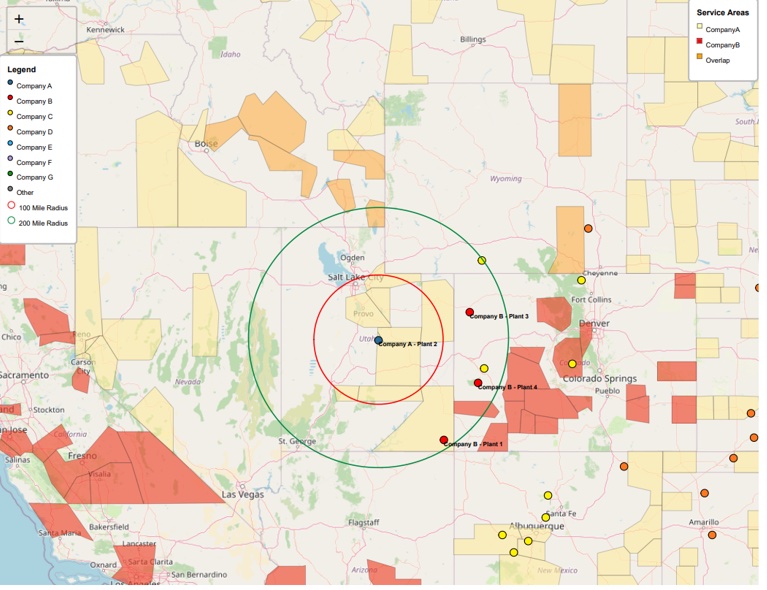 +
−
Legend
Company A
Company B
Company C
Company D
Company E
Company F
Company G
Other
100 Mile Radius
200 Mile Radius
Service Areas
CompanyA
CompanyB
Overlap
Kennewick
Idaho
Billings
Boise
Wyoming
South
Ogden
Salt Lake City
Provo
Utah
Company A - Plant 2
Company B - Plant 3
Company B - Plant 4
Company B - Plant 1
Cheyenne
Fort Collins
Denver
Colorado Springs
Pueblo
Chico
Reno
Carson
City
Sacramento
Nevada
Stockton
California
Salinas
Fresno
Visalia
St. George
Las Vegas
Santa Maria
Bakersfield
Lancaster
Oxnard
Santa Clarita
San Bernardino
Los Angeles
Flagstaff
Arizona
Santa Fe
Albuquerque
New Mexico
Amarillo